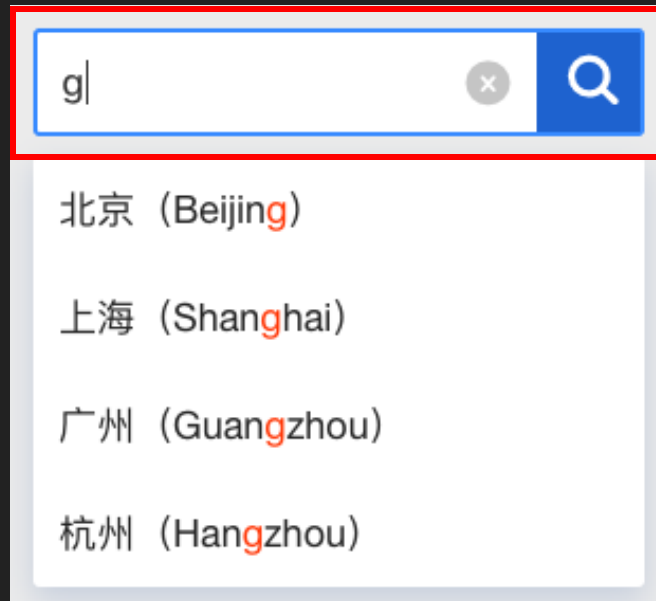 g
北京（Beijing）
上海（Shanghai）
广州（Guangzhou）
杭州（Hangzhou）